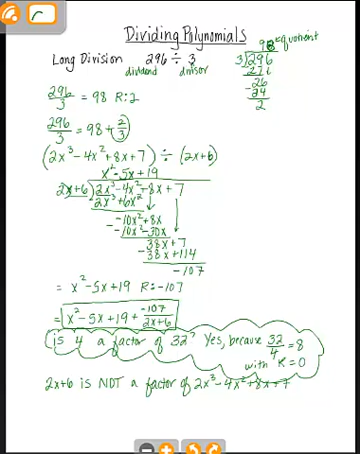 Dividing Polynomials
98 ← quotient
Long Division 296 ÷ 3 3)296
dividend divisor 27↓
26
296/3 = 98 R:2 - 24
2
296/3 = 98 + 2/3
(2x³ - 4x² + 8x + 7) ÷ (2x+6)
x² - 5x + 19
2x+6 ) 2x³ - 4x² + 8x + 7
2x³ + 6x²
-10x² + 8x
- -10x² - 30x
38x + 7
- 38x + 114
-107
= x² - 5x + 19 R: -107
= x² - 5x + 19 + -107/2x+6
is 4 a factor of 32? Yes, because 32/4 = 8
with R = 0
2x+6 is NOT a factor of 2x³ - 4x² + 8x + 7